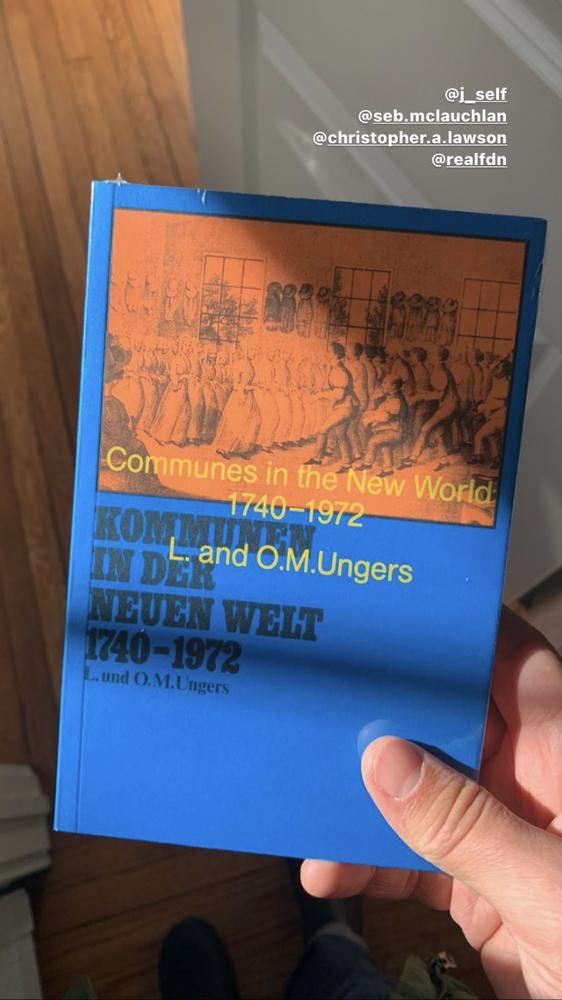 @j_self
@seb.mclauchlan
@christopher.a.lawson
@realfdn
Communes in the New World
1740–1972
L. and O.M.Ungers
KOMMUNEN
IN DER
NEUEN WELT
1740–1972
L. und O.M.Ungers